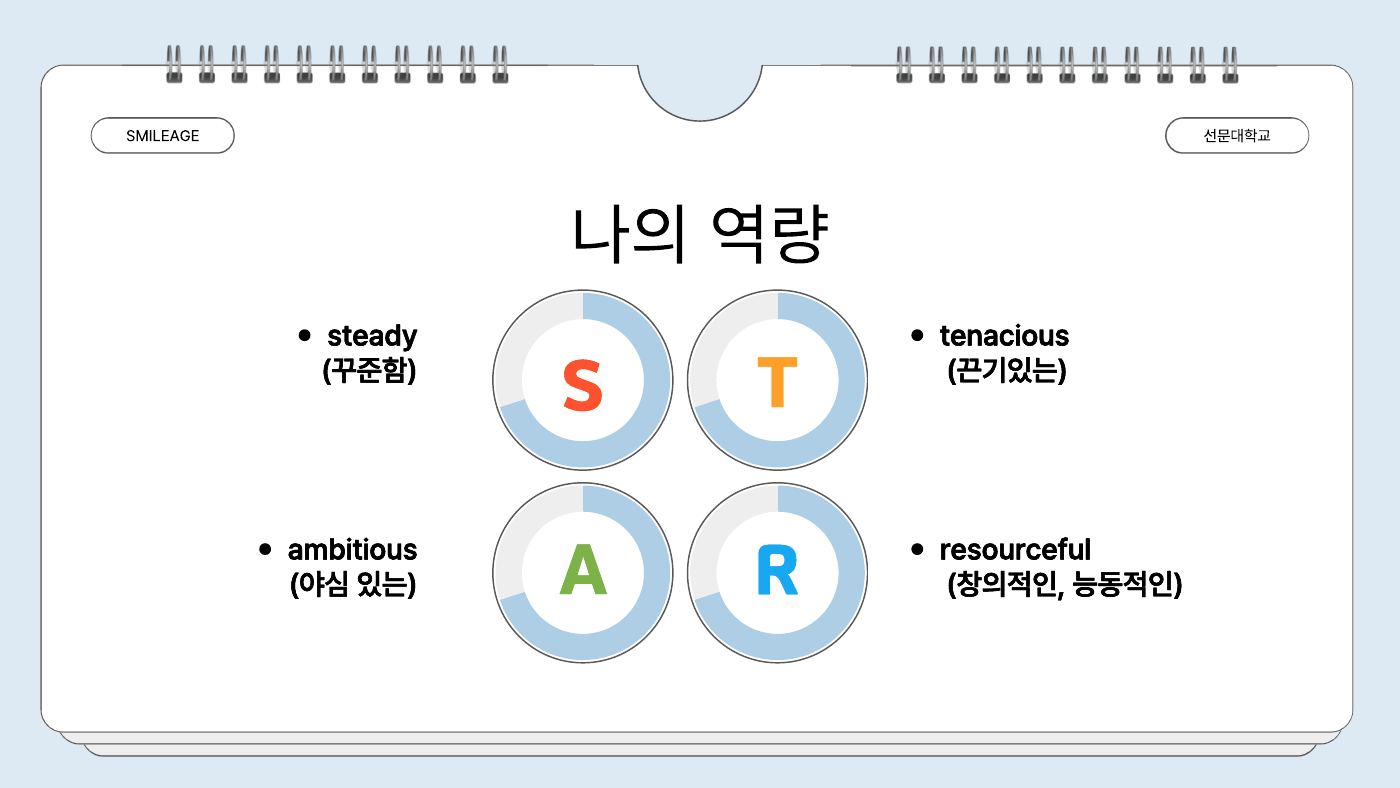 SMILEAGE
선문대학교
나의 역량
• steady
(꾸준함)
S
T
• tenacious
(끈기있는)
• ambitious
(야심 있는)
A
R
• resourceful
(창의적인, 능동적인)